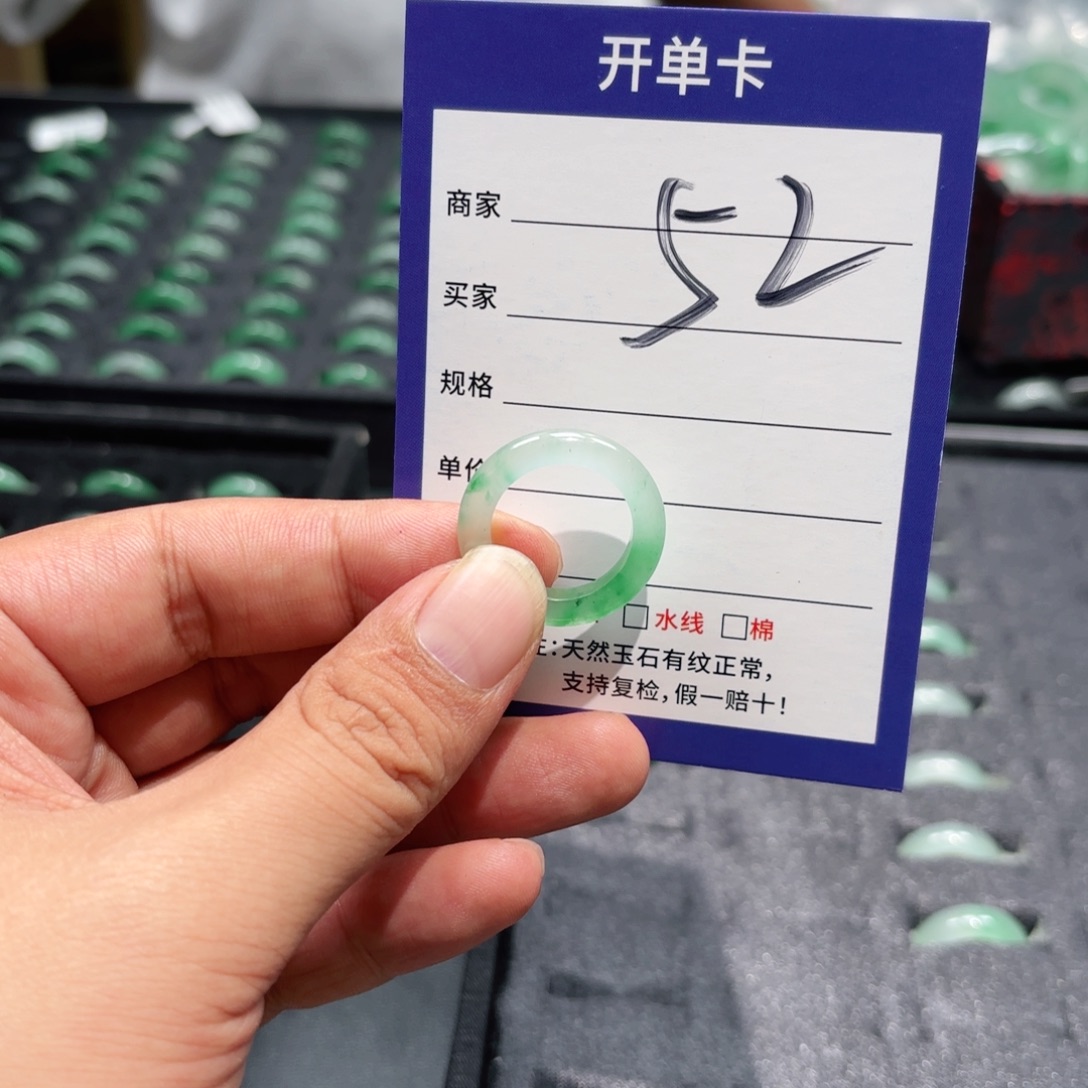 开单卡
52
商家
买家
规格
单价
水线 棉
注:天然玉石有纹正常,
支持复检,假一赔十!